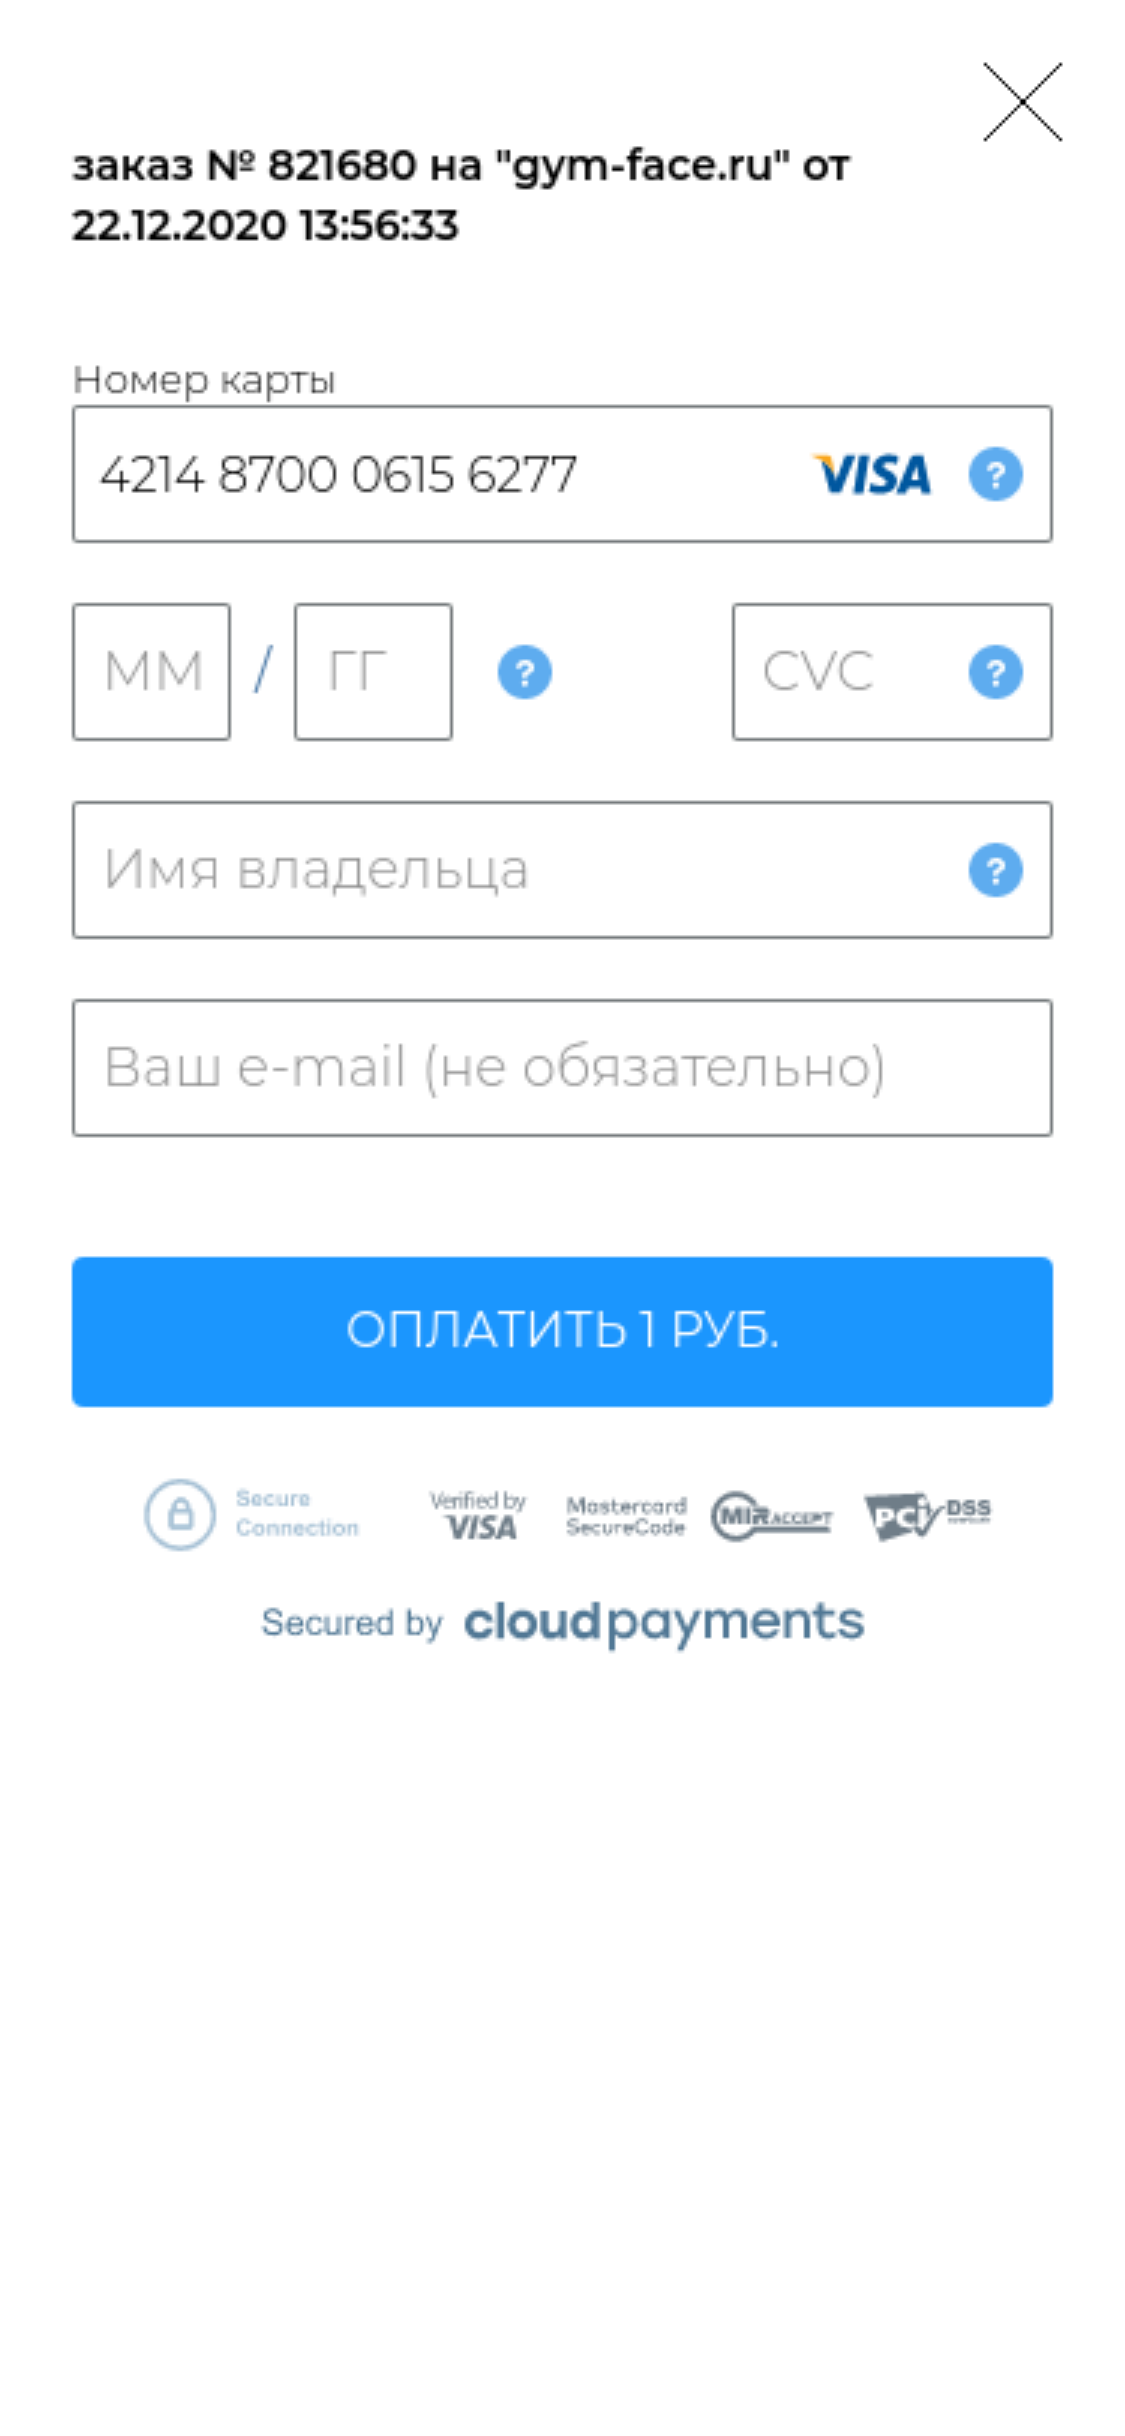 заказ № 821680 на "gym-face.ru" от
22.12.2020 13:56:33
Номер карты
4214 8700 0615 6277 VISA ?
ММ / ГГ ? CVC ?
Имя владельца ?
Ваш e-mail (не обязательно)
ОПЛАТИТЬ 1 РУБ.
Secure
Connection
Verified by
VISA
Mastercard
SecureCode
MIR ACCEPT
PCI DSS
Secured by cloudpayments